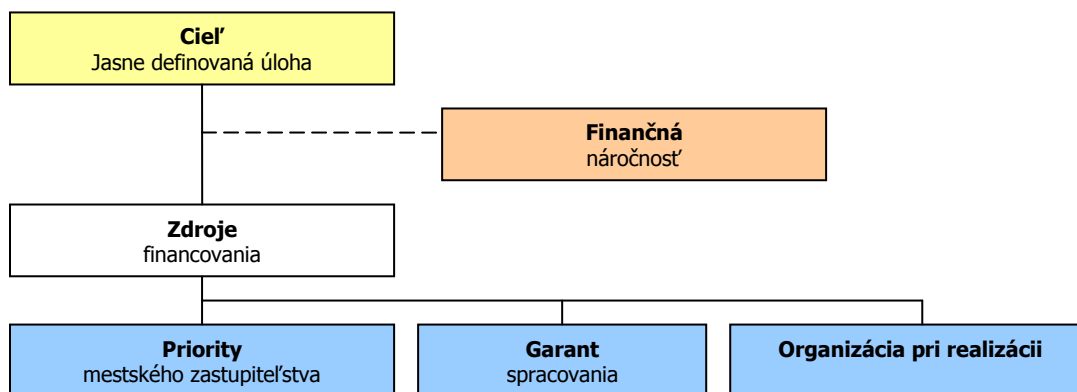 Cieľ
Jasne definovaná úloha
Finančná
náročnosť
Zdroje
financovania
Priority
mestského zastupiteľstva
Garant
spracovania
Organizácia pri realizácii